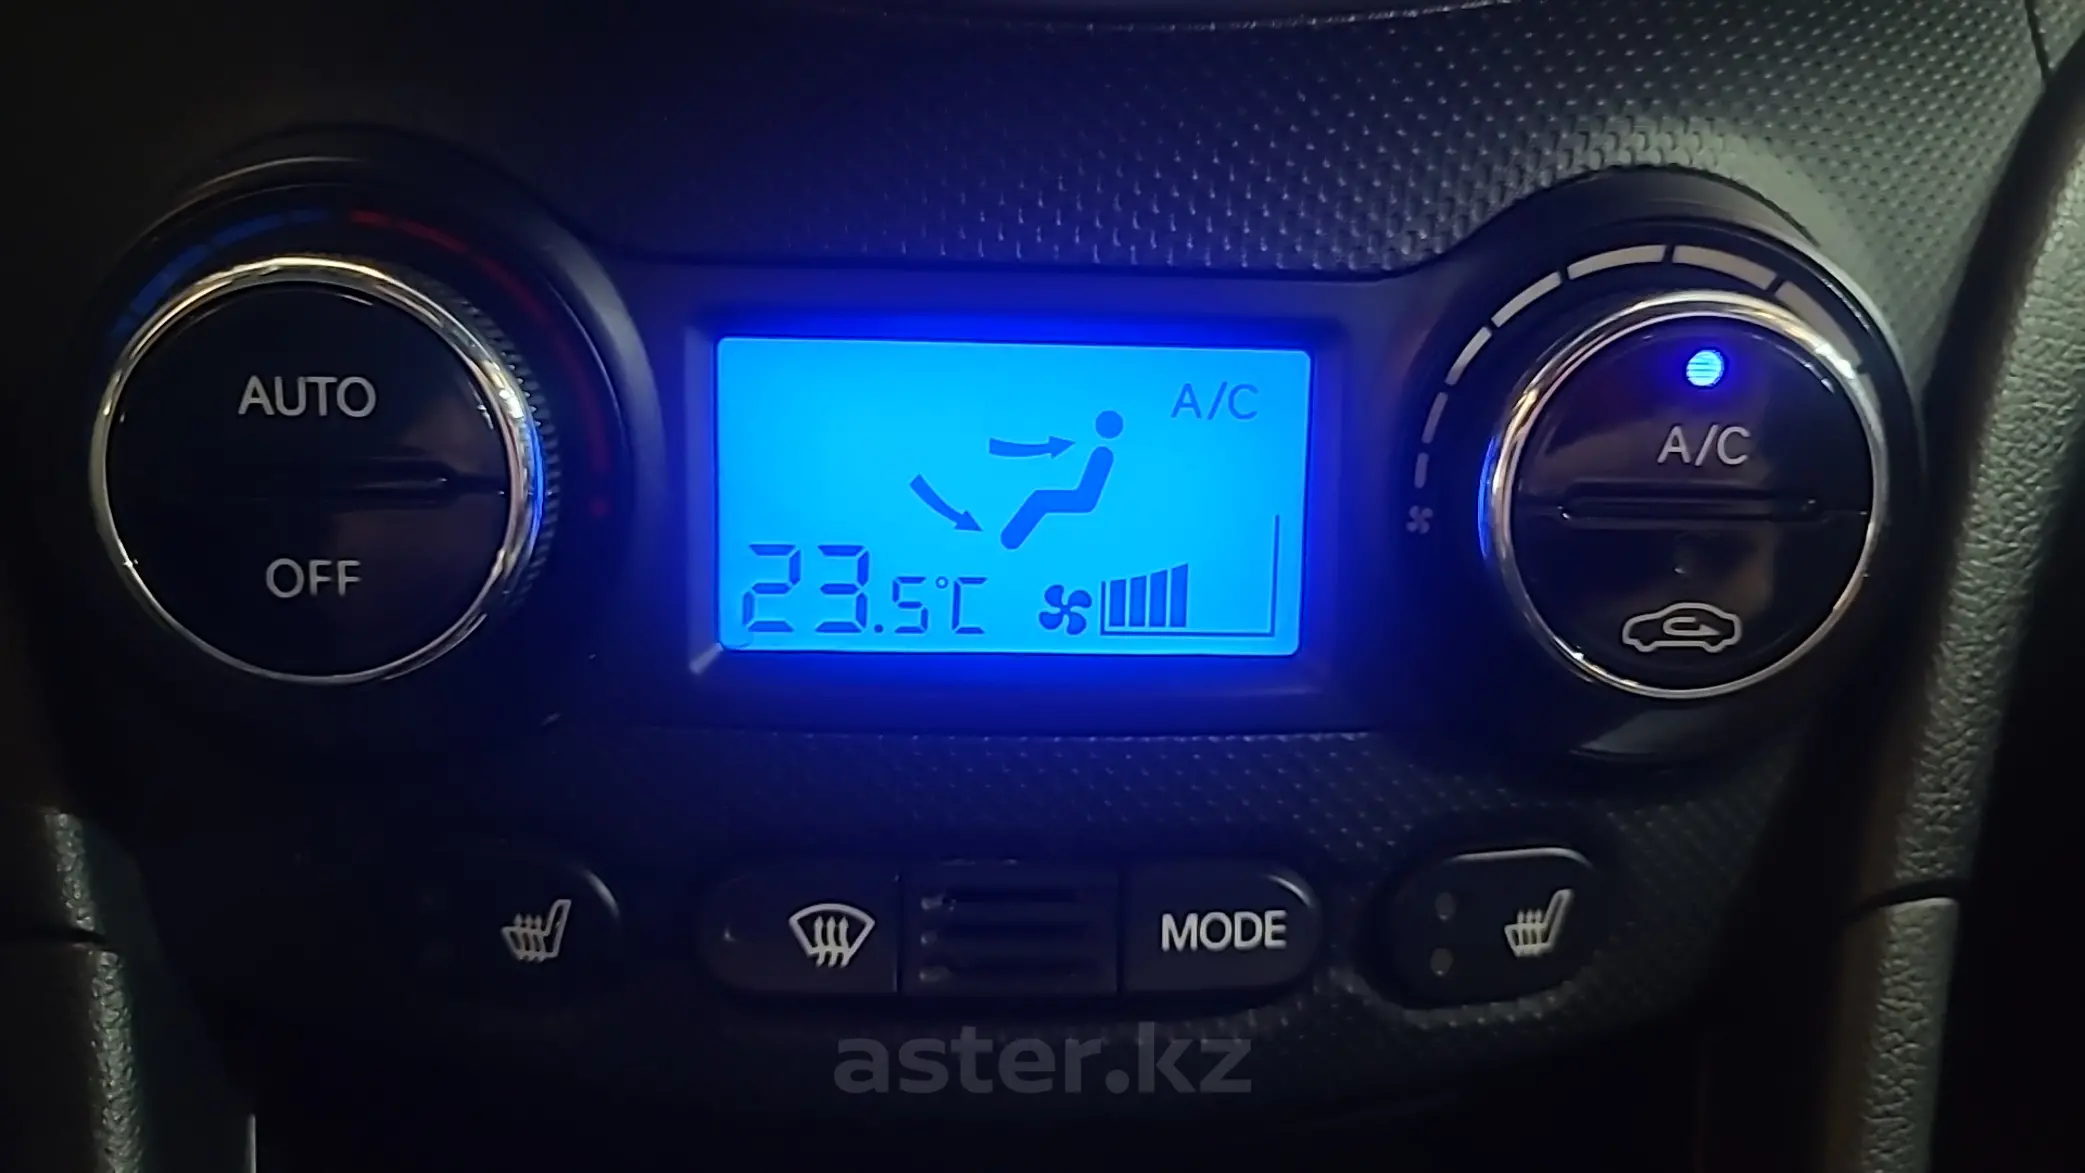 AUTO
OFF
A/C
23.5°C
A/C
MODE
aster.kz